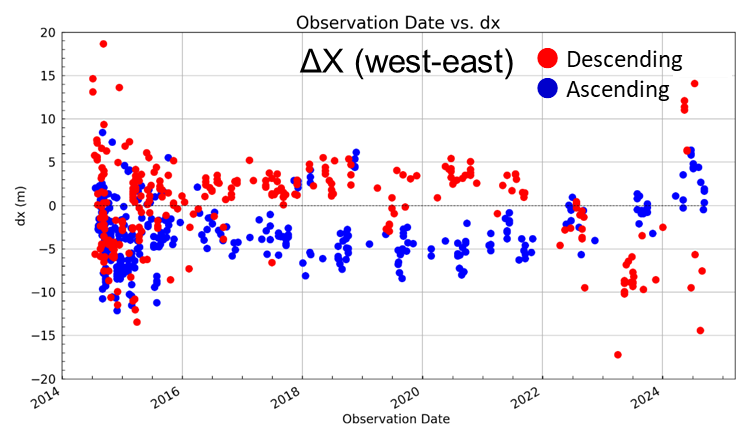 Observation Date vs. dx
ΔX (west-east)
Descending
Ascending
20
15
10
5
0
−5
−10
−15
−20
dx (m)
2014
2016
2018
2020
2022
2024
Observation Date